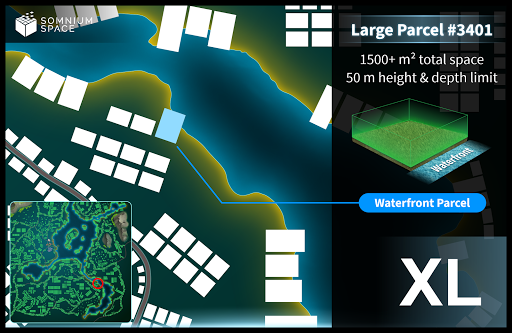 SOMNIUM
SPACE
Large Parcel #3401
1500+ m² total space
50 m height & depth limit
Waterfront
Waterfront Parcel
XL